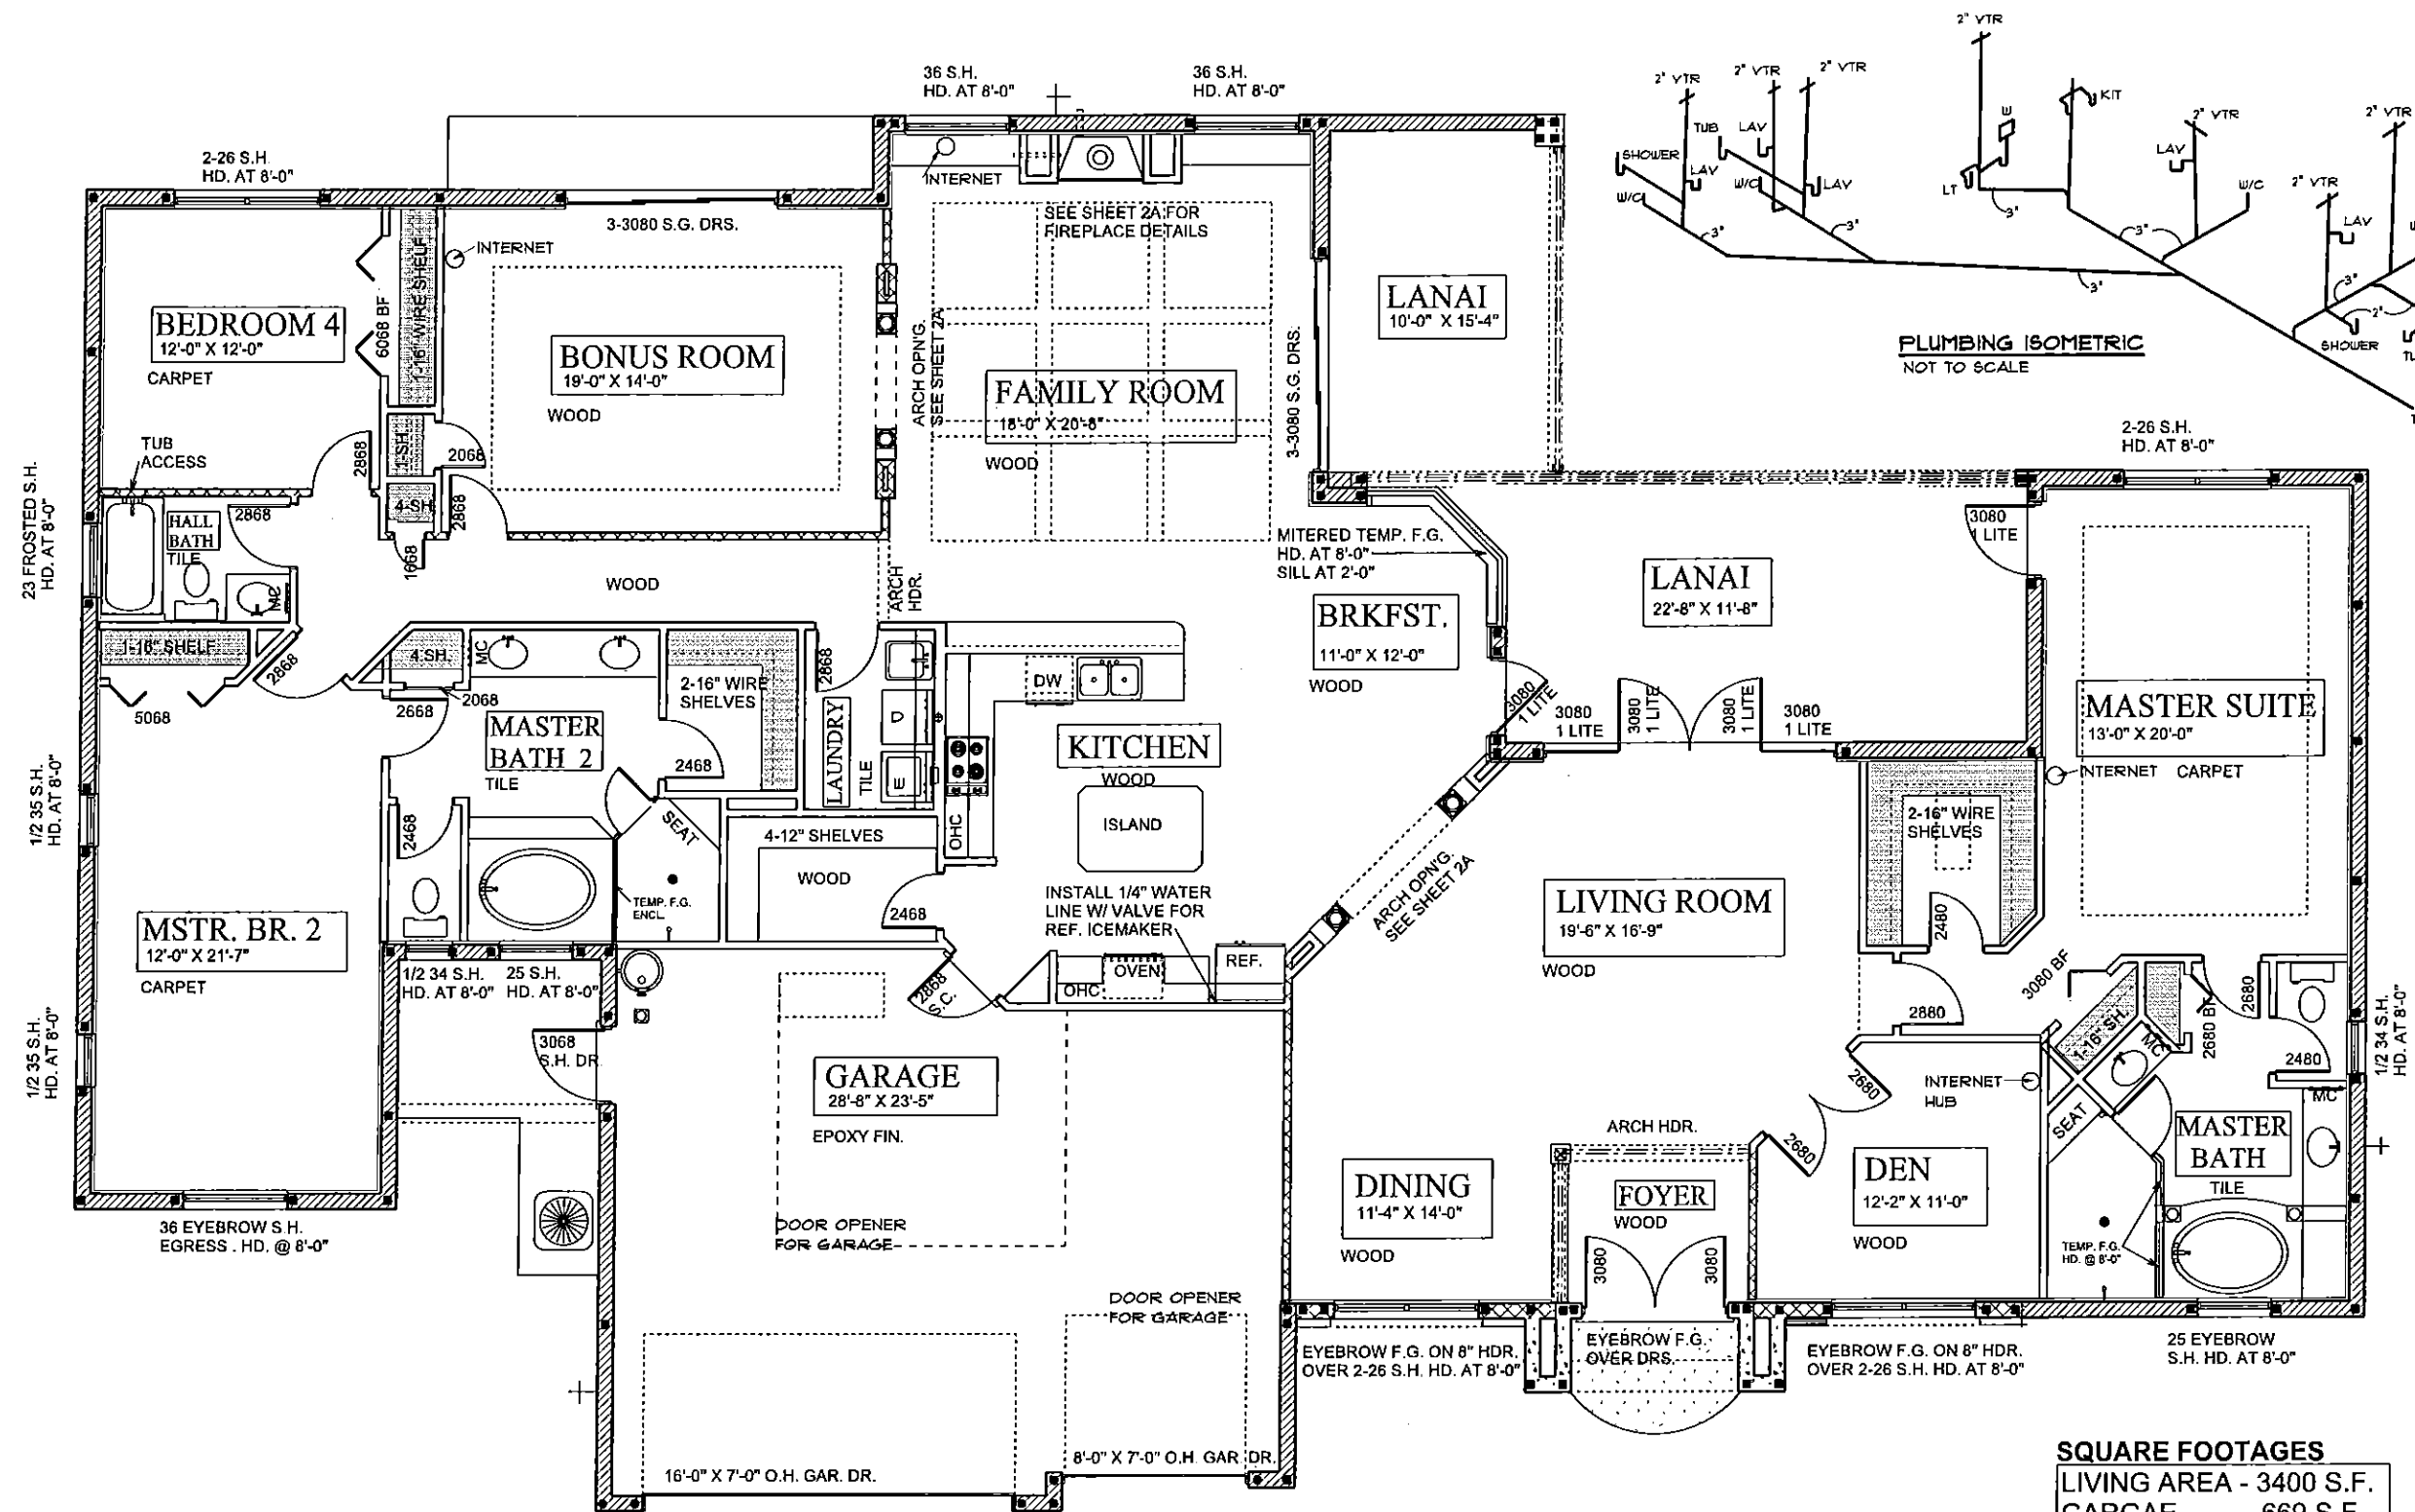 36 S.H.
HD. AT 8'-0"
36 S.H.
HD. AT 8'-0"
2-26 S.H.
HD. AT 8'-0"
INTERNET
SEE SHEET 2A FOR
FIREPLACE DETAILS
3-3080 S.G. DRS.
INTERNET
1-16" WIRE SHELF
6068 BF
BEDROOM 4
12'-0" X 12'-0"
CARPET
BONUS ROOM
19'-0" X 14'-0"
WOOD
ARCH OPN'G.
SEE SHEET 2A
FAMILY ROOM
18'-0" X 20'-8"
WOOD
3-3080 S.G. DRS.
LANAI
10'-0" X 15'-4"
2" VTR
2" VTR
2" VTR
2" VTR
2" VTR
2" VTR
2" VTR
TUB
LAV
SHOWER
LAV
W/C
W/C
LAV
W
KIT
LT
LAV
W/C
LAV
SHOWER
3"
3"
3"
3"
3"
3"
2"
PLUMBING ISOMETRIC
NOT TO SCALE
2-26 S.H.
HD. AT 8'-0"
TUB
ACCESS
2868
1-SH
2068
4-SH
2868
1668
23 FROSTED S.H.
HD. AT 8'-0"
HALL
BATH
TILE
2868
MC
WOOD
ARCH
HDR.
MITERED TEMP. F.G.
HD. AT 8'-0"
SILL AT 2'-0"
BRKFST.
11'-0" X 12'-0"
WOOD
LANAI
22'-8" X 11'-8"
3080
1 LITE
1-16" SHELF
2868
5068
4 SH.
MC
2068
2668
MASTER
BATH 2
TILE
2-16" WIRE
SHELVES
2468
2868
LAUNDRY
TILE
D
W
DW
KITCHEN
WOOD
ISLAND
OHC
3080
1 LITE
3080
1 LITE
3080
1 LITE
3080
1 LITE
3080
1 LITE
MASTER SUITE
13'-0" X 20'-0"
INTERNET
CARPET
1/2 35 S.H.
HD. AT 8'-0"
2468
SEAT
4-12" SHELVES
WOOD
TEMP. F.G.
ENCL.
2468
INSTALL 1/4" WATER
LINE W/ VALVE FOR
REF. ICEMAKER
ARCH OPN'G.
SEE SHEET 2A
2-16" WIRE
SHELVES
2480
LIVING ROOM
19'-6" X 16'-9"
WOOD
MSTR. BR. 2
12'-0" X 21'-7"
CARPET
1/2 34 S.H.
HD. AT 8'-0"
25 S.H.
HD. AT 8'-0"
2868
S.C.
OHC
OVEN
REF.
2880
3080 BF
1-16" SH.
MC
2680
2480
1/2 34 S.H.
HD. AT 8'-0"
1/2 35 S.H.
HD. AT 8'-0"
3068
S.H. DR.
GARAGE
28'-8" X 23'-5"
EPOXY FIN.
2680
INTERNET
HUB
SEAT
MC
MASTER
BATH
TILE
ARCH HDR.
2680
DINING
11'-4" X 14'-0"
WOOD
FOYER
WOOD
DEN
12'-2" X 11'-0"
WOOD
TEMP. F.G.
HD. @ 8'-0"
36 EYEBROW S.H.
EGRESS . HD. @ 8'-0"
DOOR OPENER
FOR GARAGE
DOOR OPENER
FOR GARAGE
3080
3080
EYEBROW F.G. ON 8" HDR.
OVER 2-26 S.H. HD. AT 8'-0"
EYEBROW F.G.
OVER DRS.
EYEBROW F.G. ON 8" HDR.
OVER 2-26 S.H. HD. AT 8'-0"
25 EYEBROW
S.H. HD. AT 8'-0"
16'-0" X 7'-0" O.H. GAR. DR.
8'-0" X 7'-0" O.H. GAR. DR.
SQUARE FOOTAGES
LIVING AREA - 3400 S.F.